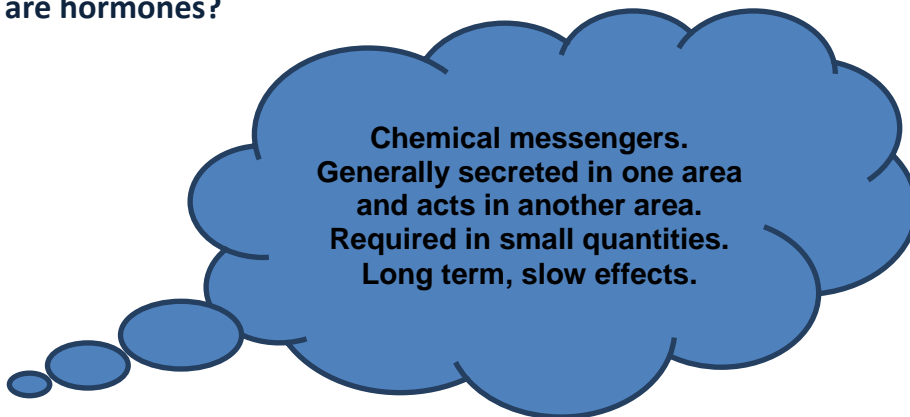 are hormones?
Chemical messengers.
Generally secreted in one area
and acts in another area.
Required in small quantities.
Long term, slow effects.